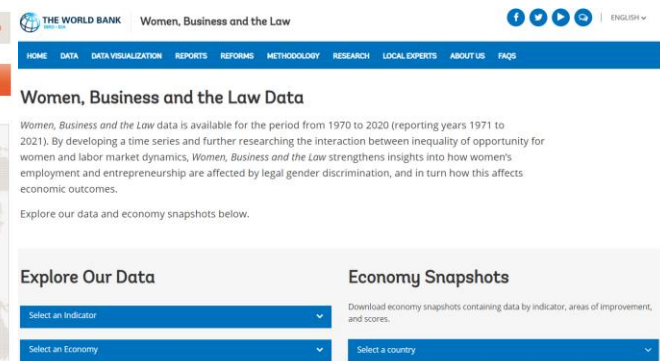 THE WORLD BANK
IBRD • IDA
Women, Business and the Law
ENGLISH
HOME DATA DATA VISUALIZATION REPORTS REFORMS METHODOLOGY RESEARCH LOCAL EXPERTS ABOUT US FAQS
Women, Business and the Law Data
Women, Business and the Law data is available for the period from 1970 to 2020 (reporting years 1971 to
2021). By developing a time series and further researching the interaction between inequality of opportunity for
women and labor market dynamics, Women, Business and the Law strengthens insights into how women's
employment and entrepreneurship are affected by legal gender discrimination, and in turn how this affects
economic outcomes.
Explore our data and economy snapshots below.
Explore Our Data
Select an Indicator
Select an Economy
Economy Snapshots
Download economy snapshots containing data by indicator, areas of improvement,
and scores.
Select a country